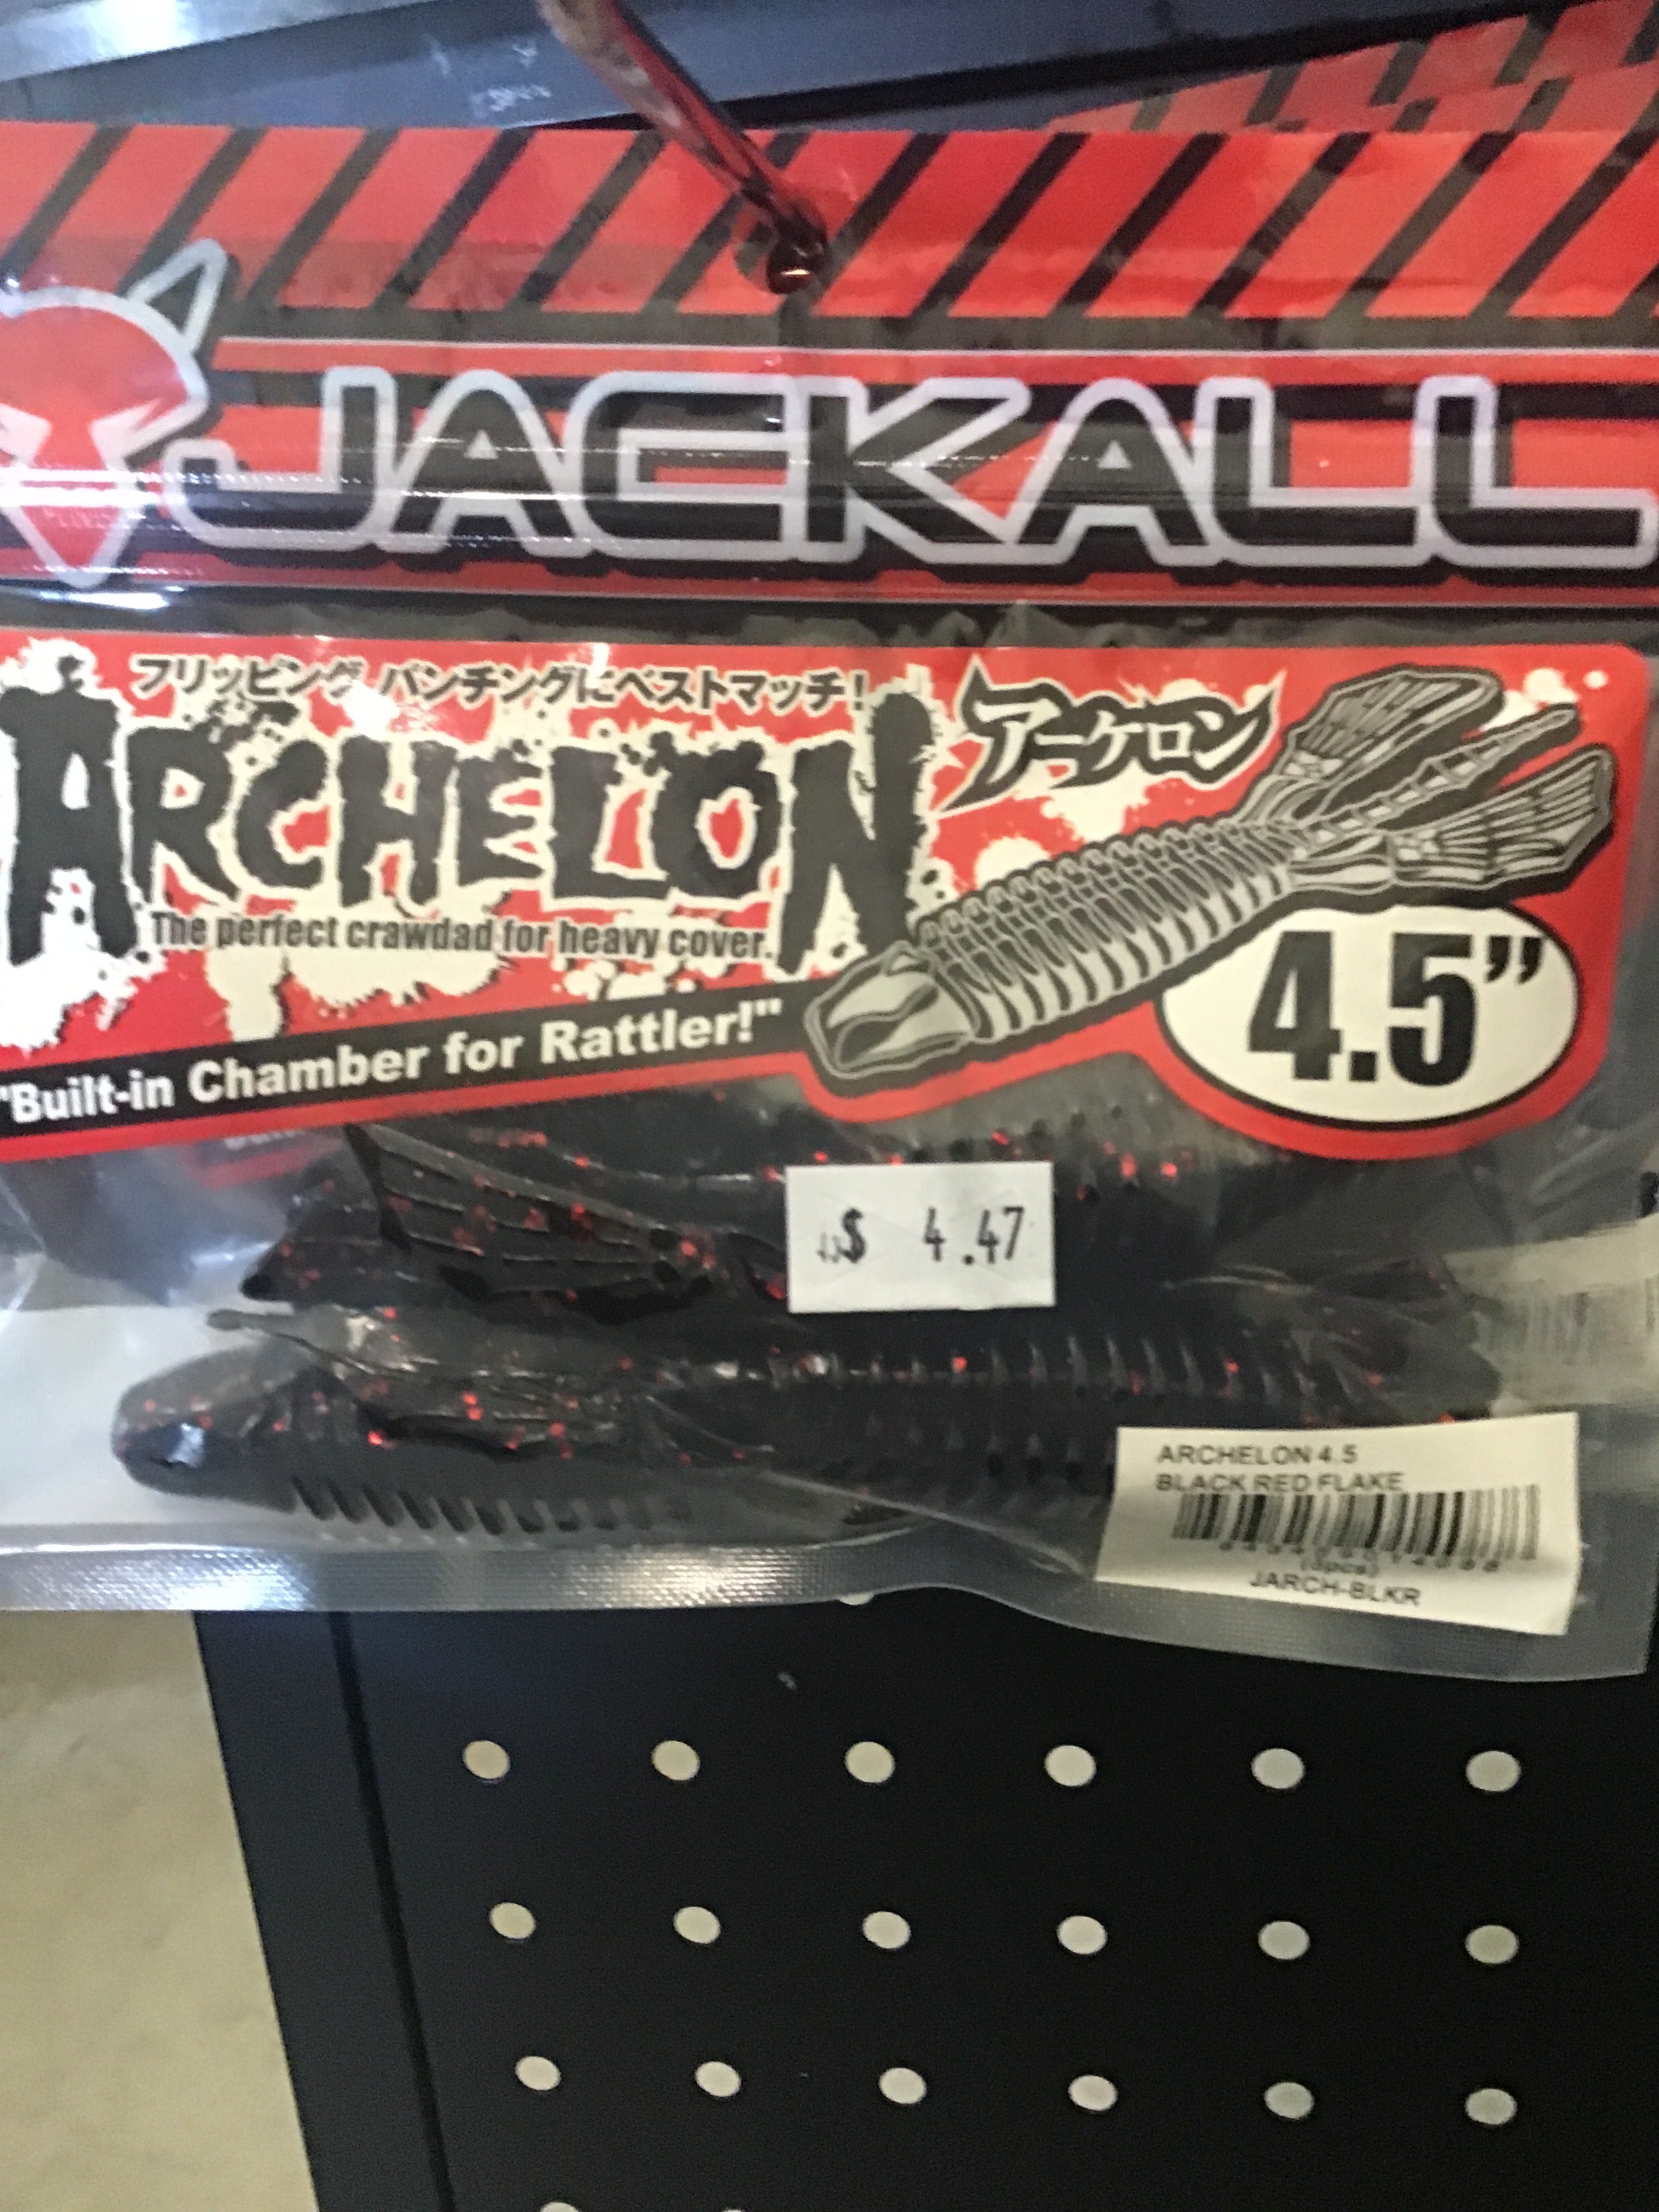 JACKALL
フリッピング パンチングにベストマッチ!
ARCHELON
アーケロン
The perfect crawdad for heavy cover.
"Built-in Chamber for Rattler!"
4.5”
$ 4.47
ARCHELON 4.5
BLACK RED FLAKE
JARCH-BLKR